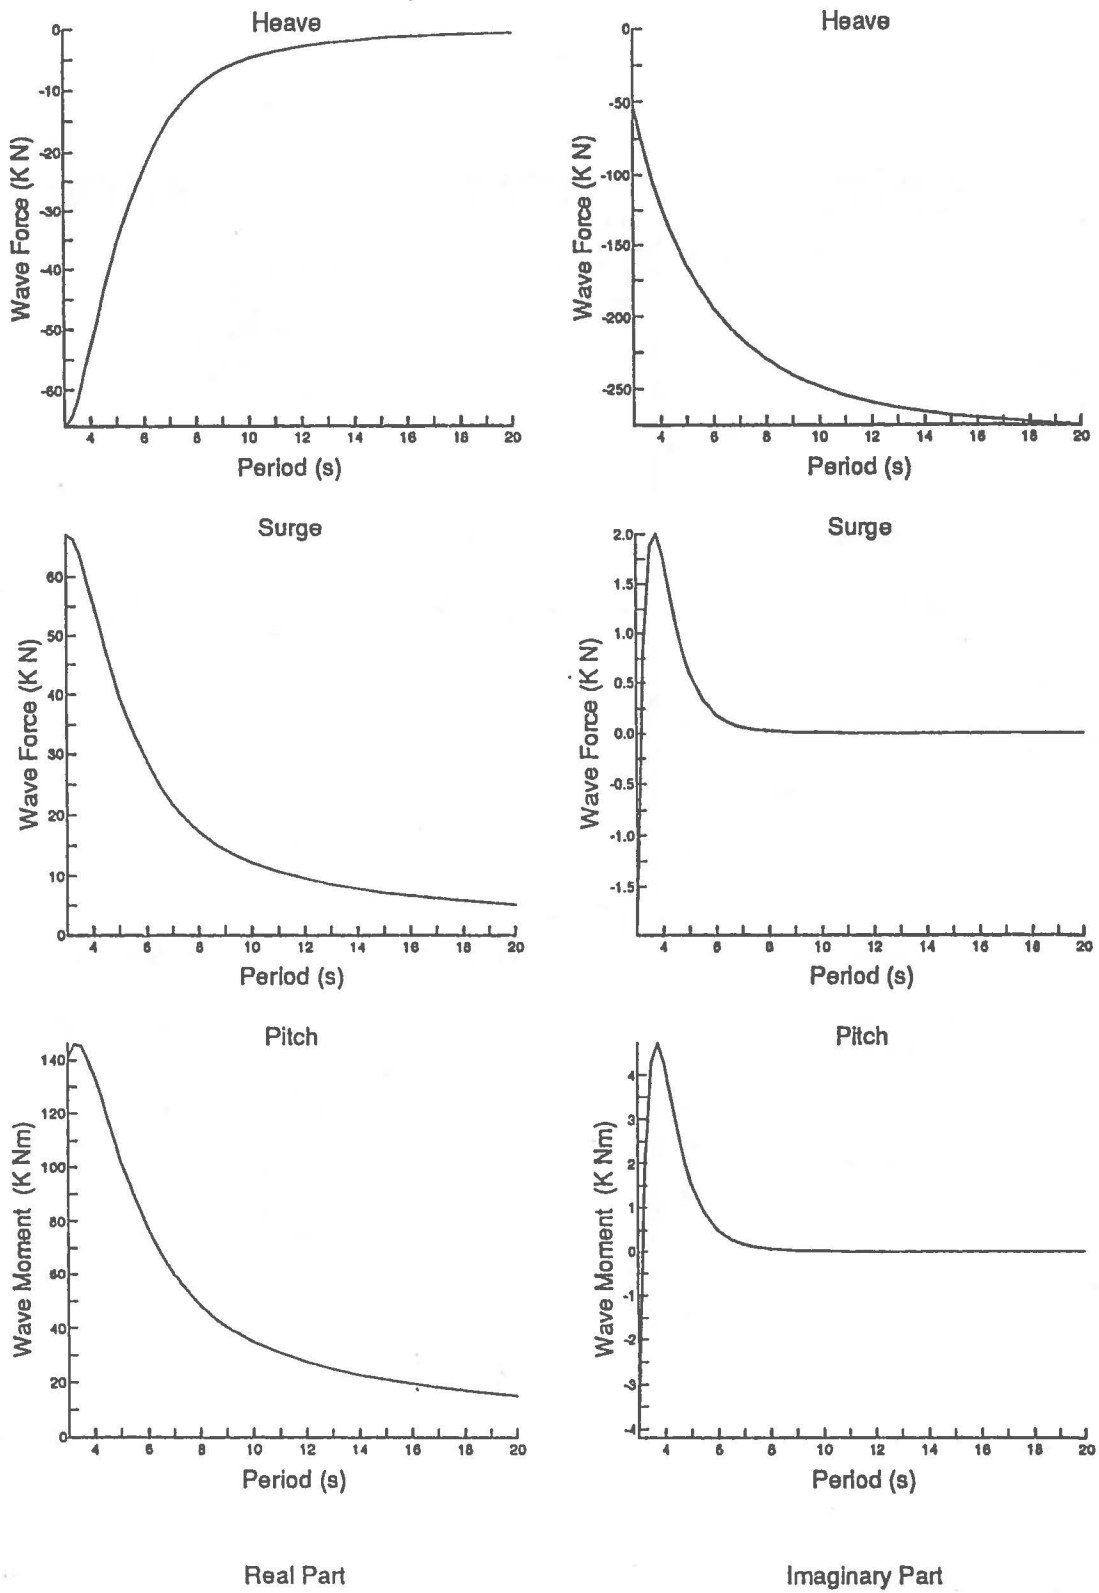 Heave
Wave Force (K N)
0
-10
-20
-30
-40
-50
-60
4 6 8 10 12 14 16 18 20
Period (s)
Heave
Wave Force (K N)
0
-50
-100
-150
-200
-250
4 6 8 10 12 14 16 18 20
Period (s)
Surge
Wave Force (K N)
60
50
40
30
20
10
0
4 6 8 10 12 14 16 18 20
Period (s)
Surge
Wave Force (K N)
2.0
1.5
1.0
0.5
0.0
-0.5
-1.0
-1.5
4 6 8 10 12 14 16 18 20
Period (s)
Pitch
Wave Moment (K Nm)
140
120
100
80
60
40
20
0
4 6 8 10 12 14 16 18 20
Period (s)
Pitch
Wave Moment (K Nm)
4
3
2
1
0
-1
-2
-3
-4
4 6 8 10 12 14 16 18 20
Period (s)
Real Part
Imaginary Part